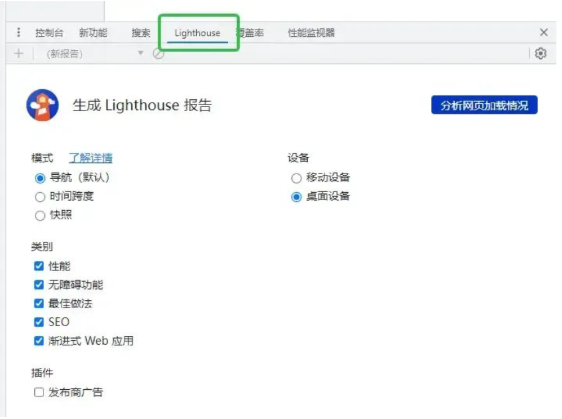 控制台 新功能 搜索 Lighthouse 覆盖率 性能监视器
(新报告)
生成 Lighthouse 报告 分析网页加载情况
模式 了解详情 设备
导航（默认） 移动设备
时间跨度 桌面设备
快照
类别
性能
无障碍功能
最佳做法
SEO
渐进式 Web 应用
插件
发布商广告